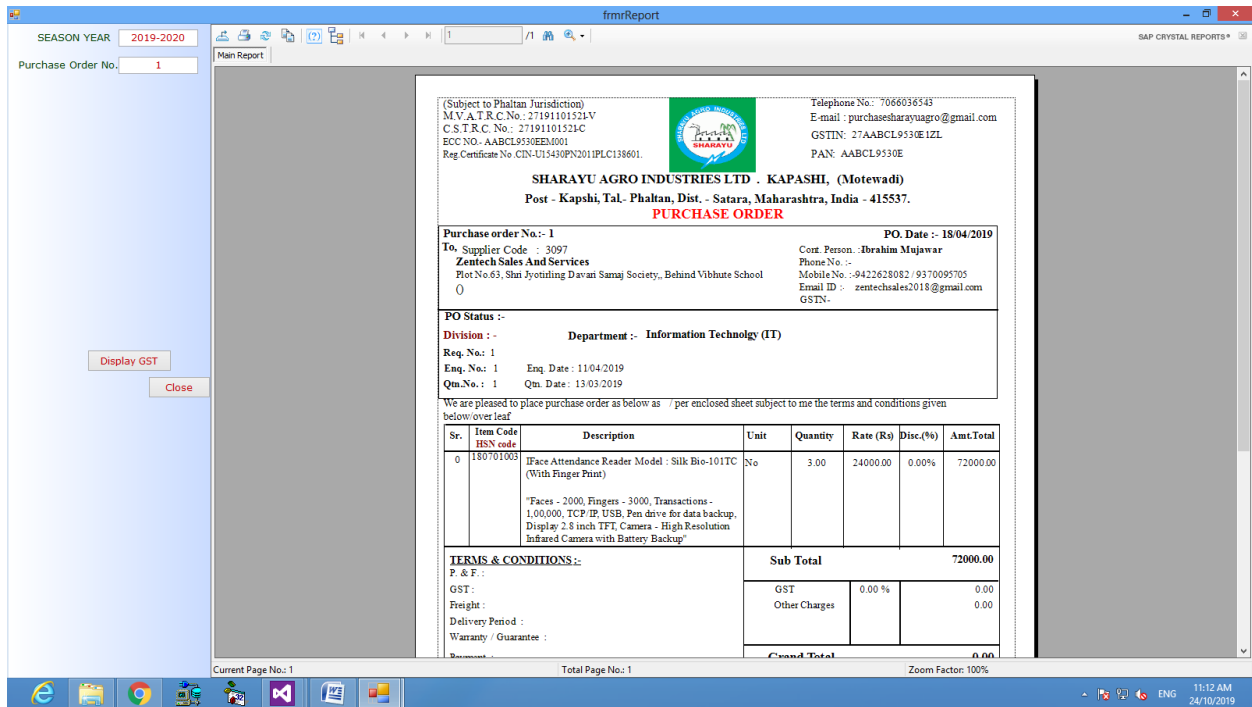 frmrReport
SEASON YEAR 2019-2020
Purchase Order No. 1
Display GST
Close
1 /1
SAP CRYSTAL REPORTS®
Main Report
(Subject to Phaltan Jurisdiction)
M.V.A.T.R.C.No.: 27191101521-V
C.S.T.R.C. No.: 27191101521-C
ECC NO.- AABCL9530EEM001
Reg.Certificate No.CIN-U15430PN2011PLC138601.
SHARAYU AGRO INDUSTRIES LTD
SHARAYU
Telephone No.: 7066036543
E-mail : purchasesharayuagro@gmail.com
GSTIN: 27AABCL9530E1ZL
PAN: AABCL9530E
SHARAYU AGRO INDUSTRIES LTD . KAPASHI, (Motewadi)
Post - Kapshi, Tal.- Phaltan, Dist. - Satara, Maharashtra, India - 415537.
PURCHASE ORDER
Purchase order No.:- 1 PO. Date :- 18/04/2019
To, Supplier Code : 3097
Zentech Sales And Services
Plot No.63, Shri Jyotirling Davari Samaj Society,, Behind Vibhute School
()
Cont. Person. :-Ibrahim Mujawar
Phone No. :-
Mobile No. :-9422628082 / 9370095705
Email ID :- zentechsales2018@gmail.com
GSTN-
PO Status :-
Division : - Department :- Information Technolgy (IT)
Req. No.: 1
Enq. No.: 1 Enq. Date : 11/04/2019
Qtn.No. : 1 Qtn. Date : 13/03/2019
We are pleased to place purchase order as below as / per enclosed sheet subject to me the terms and conditions given
below/over leaf
Sr. Item Code Description Unit Quantity Rate (Rs) Disc.(%) Amt.Total
HSN code
0 180701003 IFace Attendance Reader Model : Silk Bio-101TC No 3.00 24000.00 0.00% 72000.00
(With Finger Print)
"Faces - 2000, Fingers - 3000, Transactions -
1,00,000, TCP/IP, USB, Pen drive for data backup,
Display 2.8 inch TFT, Camera - High Resolution
Infrared Camera with Battery Backup"
TERMS & CONDITIONS :- Sub Total 72000.00
P. & F. :
GST : GST 0.00 % 0.00
Freight : Other Charges 0.00
Delivery Period :
Warranty / Guarantee :
Payment : Grand Total 0.00
Current Page No.: 1 Total Page No.: 1 Zoom Factor: 100%
ENG 11:12 AM
24/10/2019